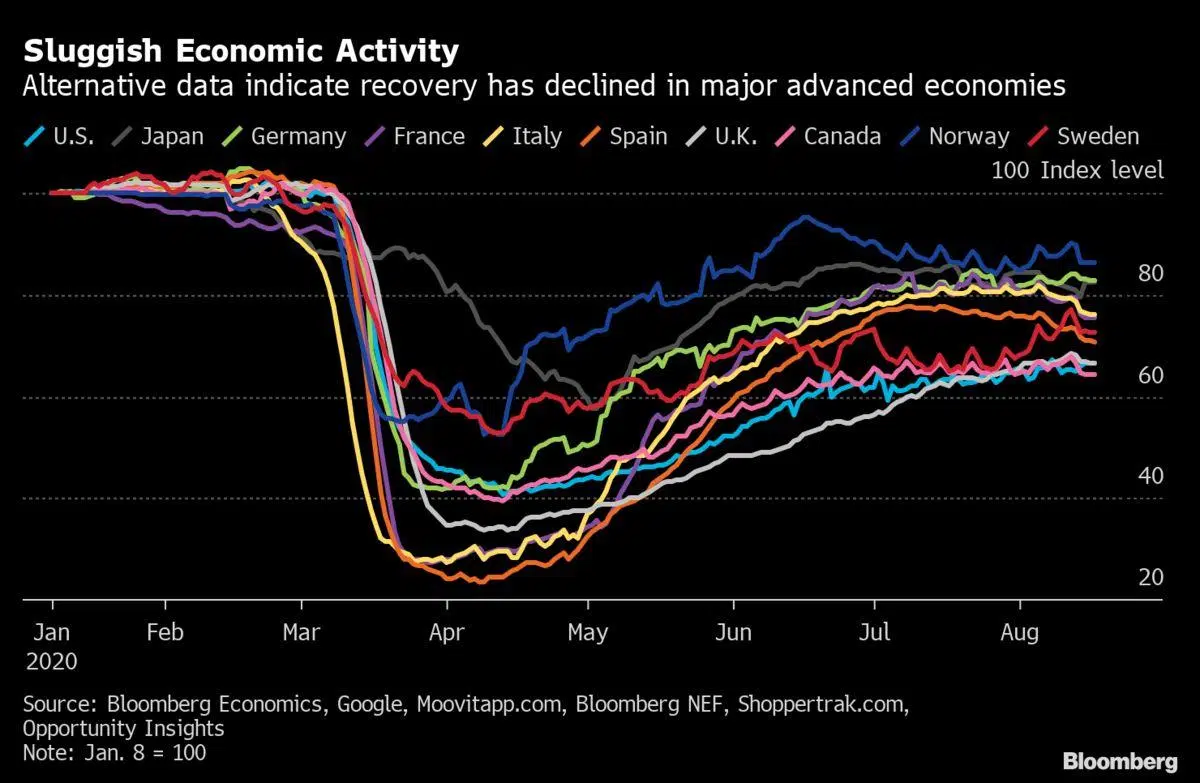 Sluggish Economic Activity
Alternative data indicate recovery has declined in major advanced economies
U.S. Japan Germany France Italy Spain U.K. Canada Norway Sweden
100 Index level
80
60
40
20
Jan Feb Mar Apr May Jun Jul Aug
2020
Source: Bloomberg Economics, Google, Moovitapp.com, Bloomberg NEF, Shoppertrak.com,
Opportunity Insights
Note: Jan. 8 = 100
Bloomberg